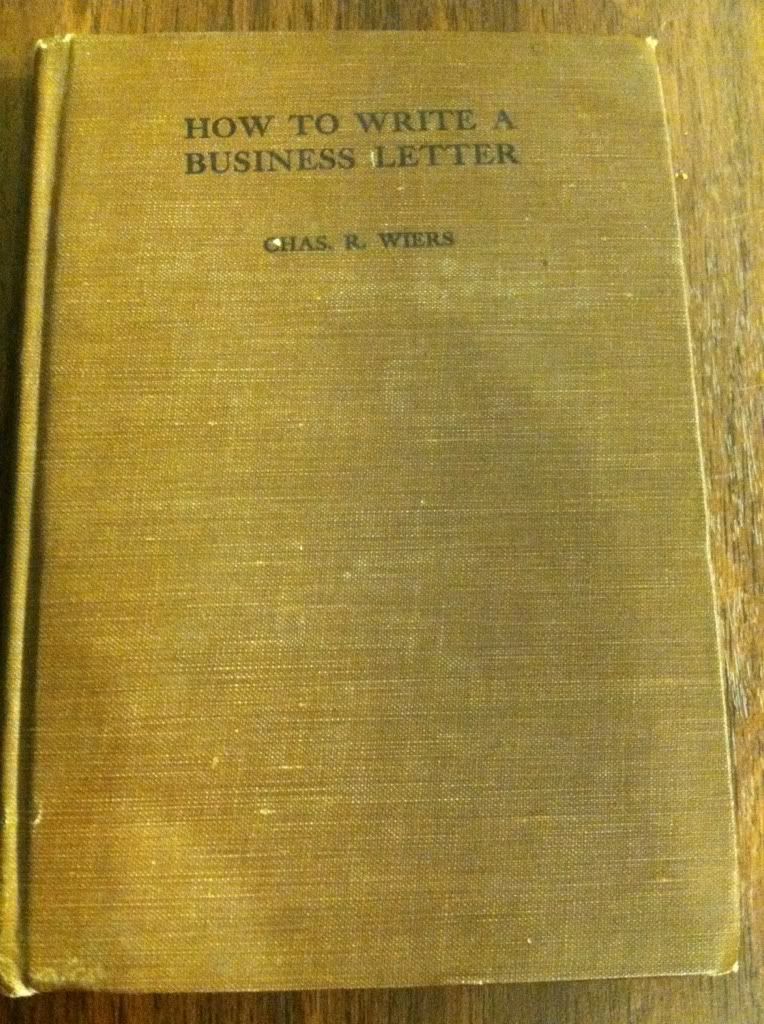 HOW TO WRITE A
BUSINESS LETTER
CHAS. R. WIERS